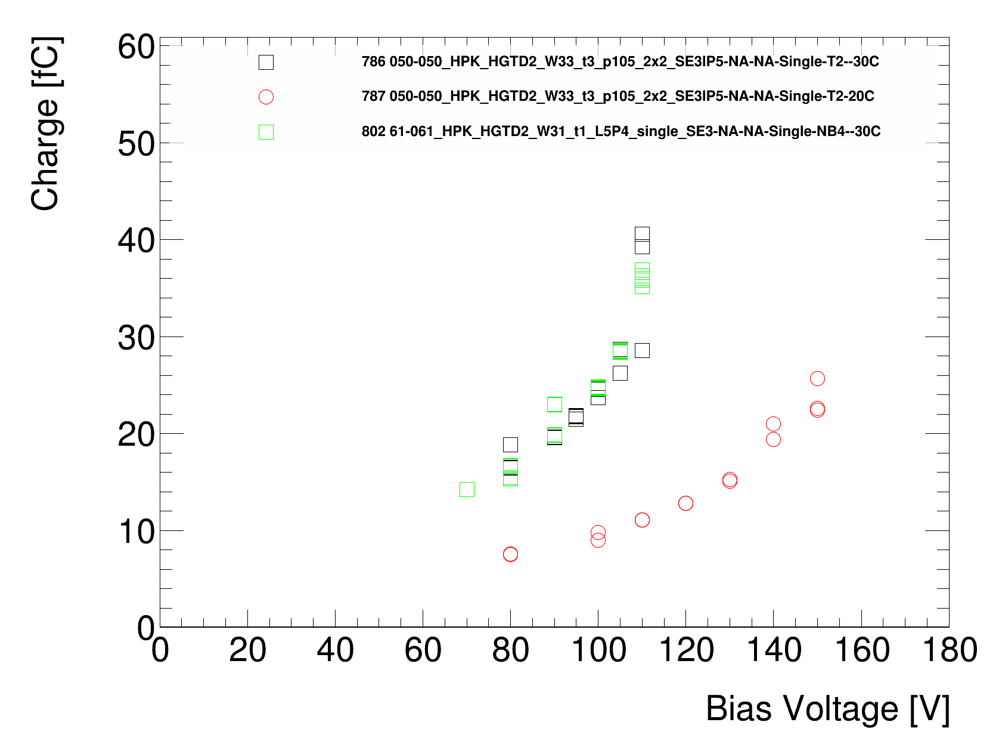 Charge [fC]
60
50
40
30
20
10
0
786 050-050_HPK_HGTD2_W33_t3_p105_2x2_SE3IP5-NA-NA-Single-T2--30C
787 050-050_HPK_HGTD2_W33_t3_p105_2x2_SE3IP5-NA-NA-Single-T2-20C
802 61-061_HPK_HGTD2_W31_t1_L5P4_single_SE3-NA-NA-Single-NB4--30C
0 20 40 60 80 100 120 140 160 180
Bias Voltage [V]